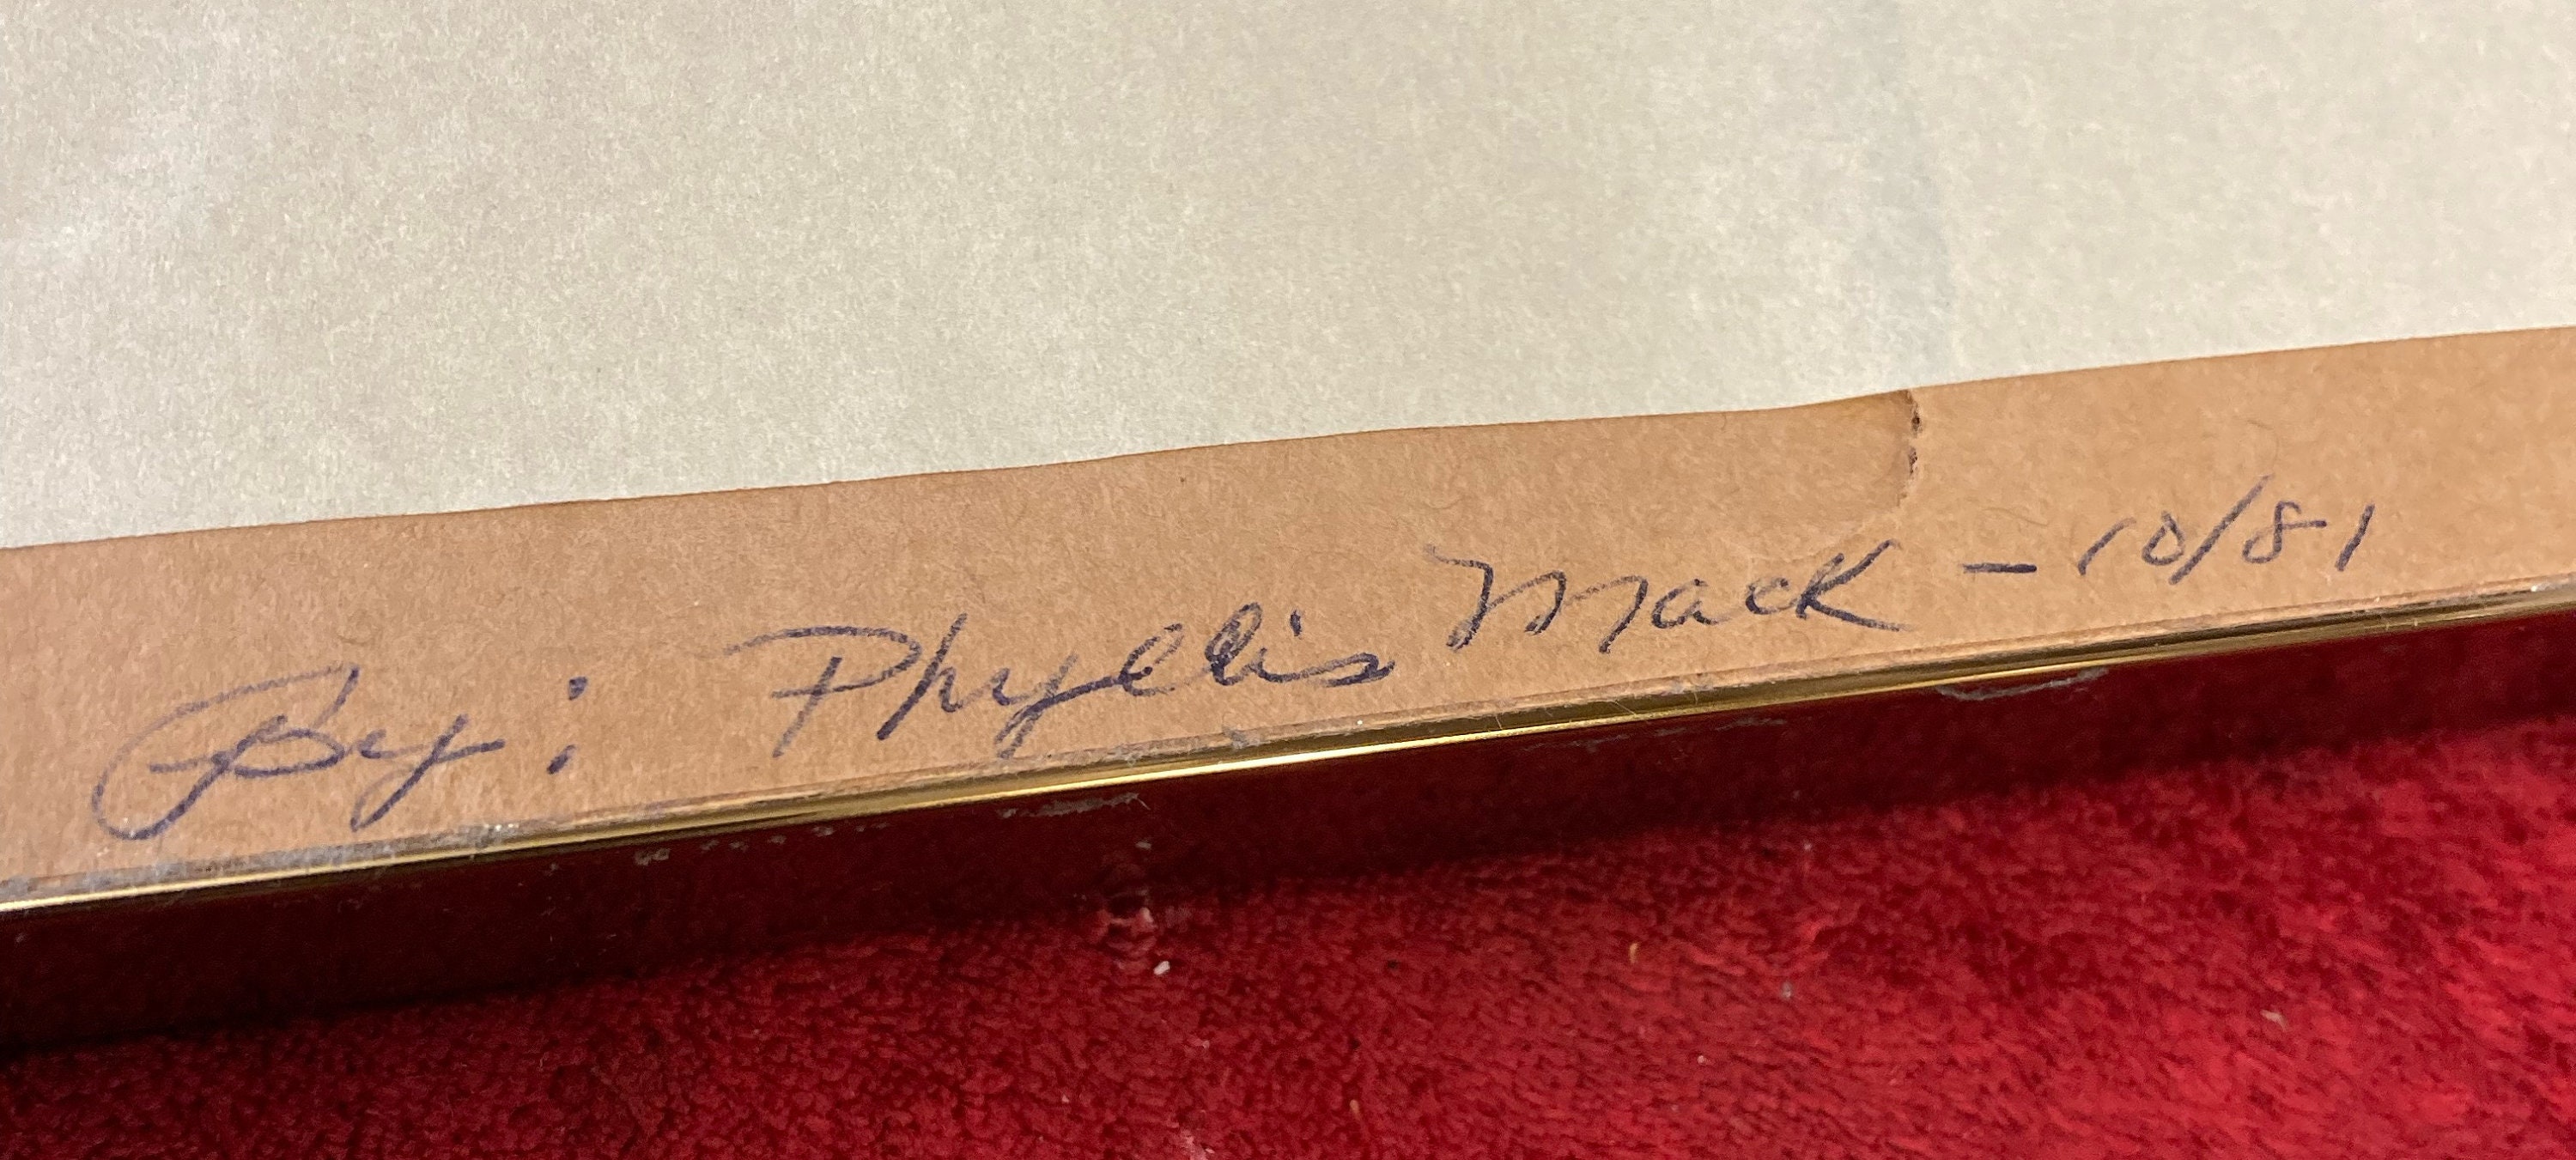 By: Phyllis Mack - 10/81